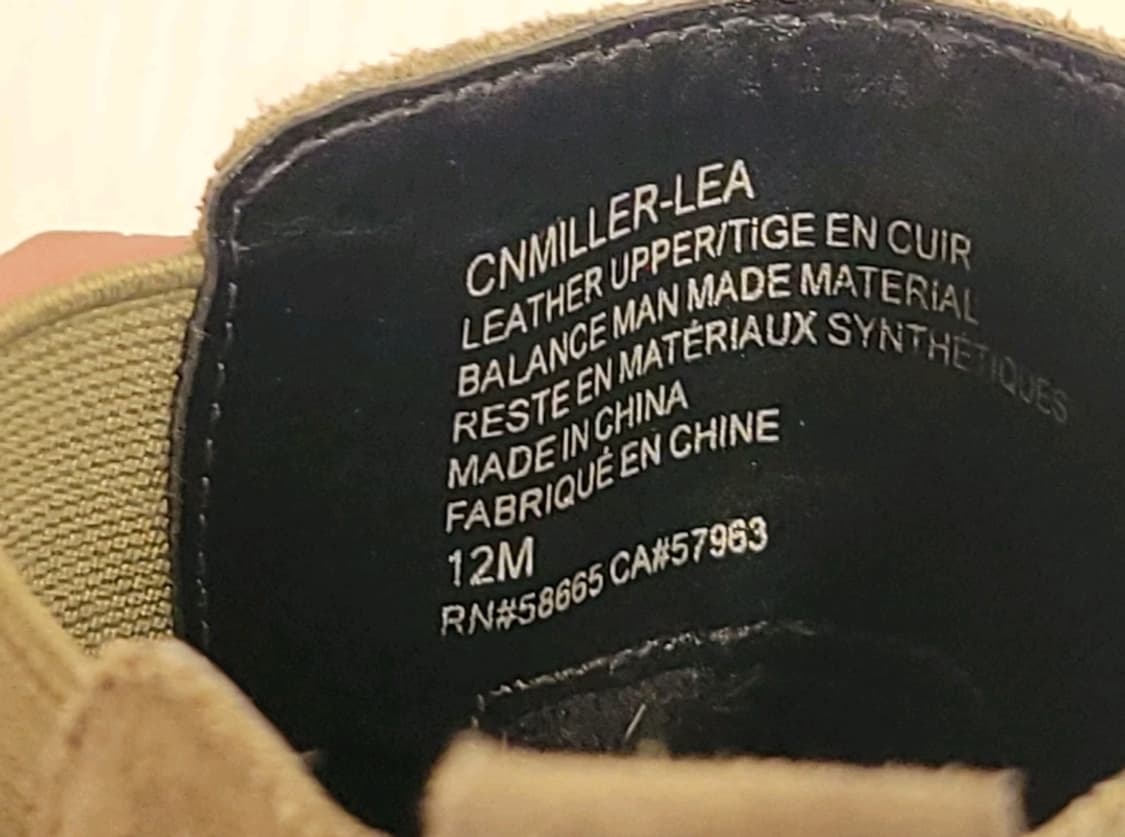 CNMILLER-LEA
LEATHER UPPER/TiGE EN CUIR
BALANCE MAN MADE MATERiAL
RESTE EN MATÉRIAUX SYNTHÉTIQUES
MADE IN CHINA
FABRIQUÉ EN CHINE
12M
RN#58665 CA#57963